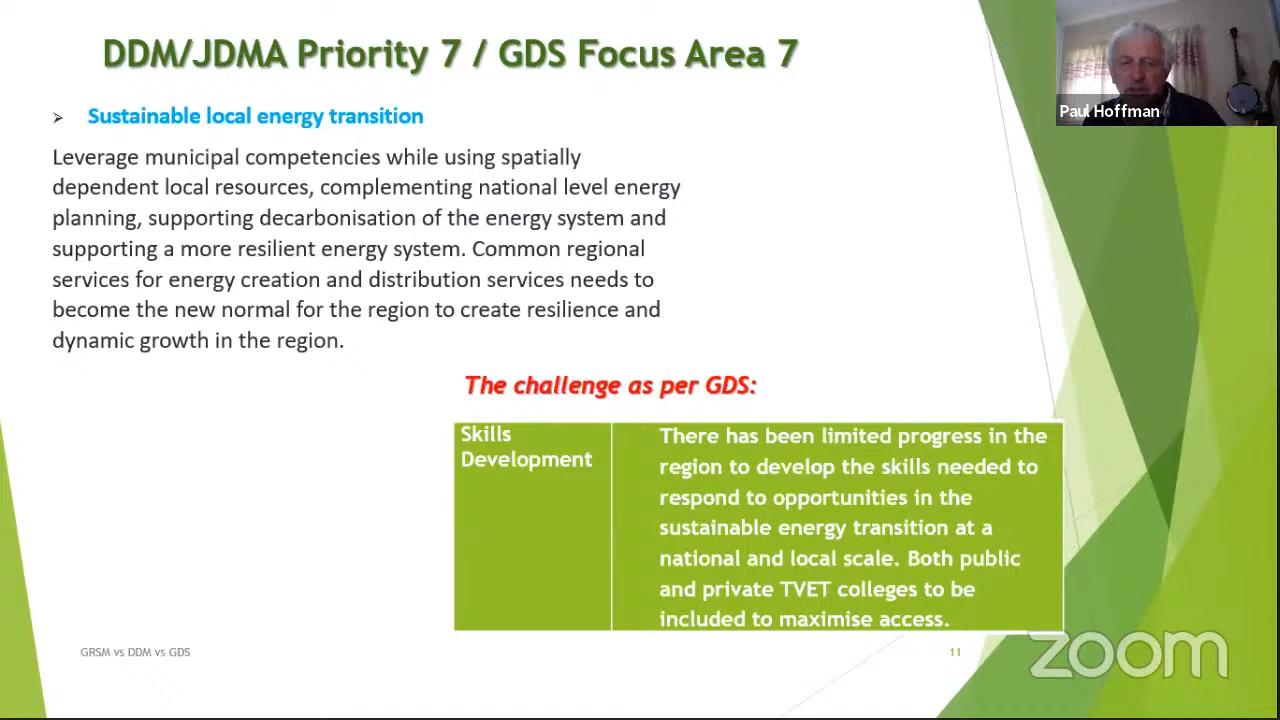 DDM/JDMA Priority 7 / GDS Focus Area 7
Paul Hoffman
Sustainable local energy transition
Leverage municipal competencies while using spatially
dependent local resources, complementing national level energy
planning, supporting decarbonisation of the energy system and
supporting a more resilient energy system. Common regional
services for energy creation and distribution services needs to
become the new normal for the region to create resilience and
dynamic growth in the region.
The challenge as per GDS:
Skills
Development
There has been limited progress in the
region to develop the skills needed to
respond to opportunities in the
sustainable energy transition at a
national and local scale. Both public
and private TVET colleges to be
included to maximise access.
GRSM vs DDM vs GDS
11
zoom